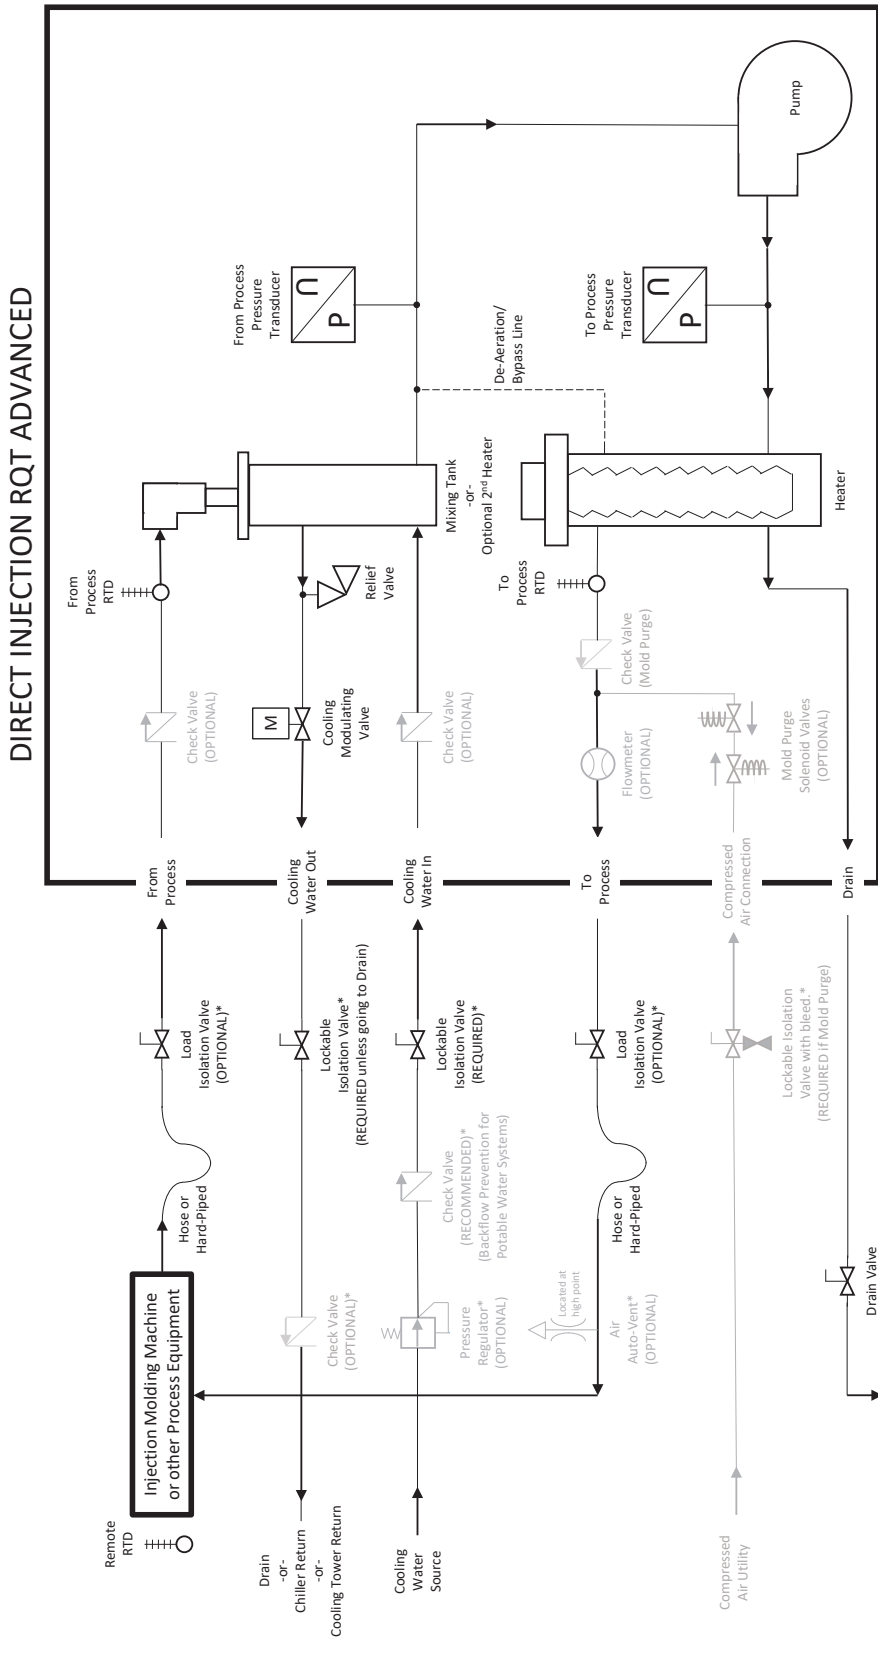 DIRECT INJECTION RQT ADVANCED
Remote
RTD
Injection Molding Machine
or other Process Equipment
Hose or
Hard-Piped
Load
Isolation Valve
(OPTIONAL)*
From
Process
Check Valve
(OPTIONAL)
From
Process
RTD
Drain
-or-
Chiller Return
-or-
Cooling Tower Return
Check Valve
(OPTIONAL)*
Lockable
Isolation Valve*
(REQUIRED unless going to Drain)
Cooling
Water Out
M
Cooling
Modulating
Valve
Relief
Valve
From Process
Pressure
Transducer
P
U
Cooling
Water
Source
Pressure
Regulator*
(OPTIONAL)
Check Valve
(RECOMMENDED)*
(Backflow Prevention for
Potable Water Systems)
Lockable
Isolation Valve
(REQUIRED)*
Cooling
Water In
Check Valve
(OPTIONAL)
Mixing Tank
-or-
Optional 2nd Heater
De-Aeration/
Bypass Line
Located at
high point
Air
Auto-Vent*
(OPTIONAL)
Hose or
Hard-Piped
Load
Isolation Valve
(OPTIONAL)*
To
Process
Flowmeter
(OPTIONAL)
Check Valve
(Mold Purge)
To
Process
RTD
To Process
Pressure
Transducer
P
U
Pump
Compressed
Air Utility
Lockable Isolation
Valve with bleed.*
(REQUIRED if Mold Purge)
Compressed
Air Connection
Mold Purge
Solenoid Valves
(OPTIONAL)
Heater
Drain Valve
Drain